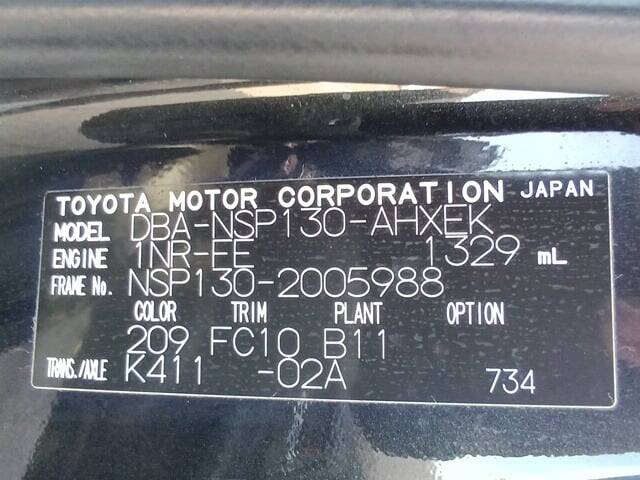 TOYOTA MOTOR CORPORATION JAPAN
MODEL DBA-NSP130-AHXEK
ENGINE 1NR-FE 1329 mL
FRAME No. NSP130-2005988
COLOR TRIM PLANT OPTION
209 FC10 B11
TRANS./AXLE K411 -02A 734